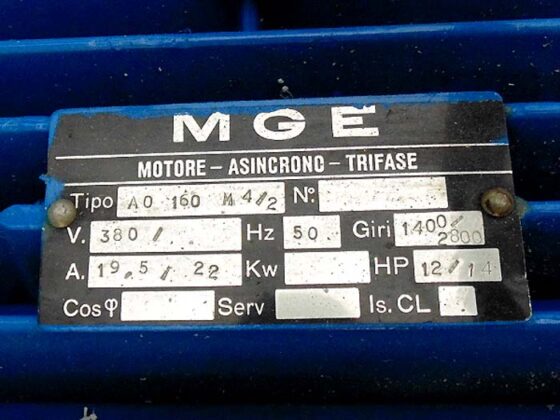 MGE
MOTORE - ASINCRONO - TRIFASE
Tipo AO 160 M 4/2 N°.
V. 380 / Hz 50 Giri 1400/2800
A. 19,5 / 22 Kw HP 12/14
Cosφ Serv Is. CL